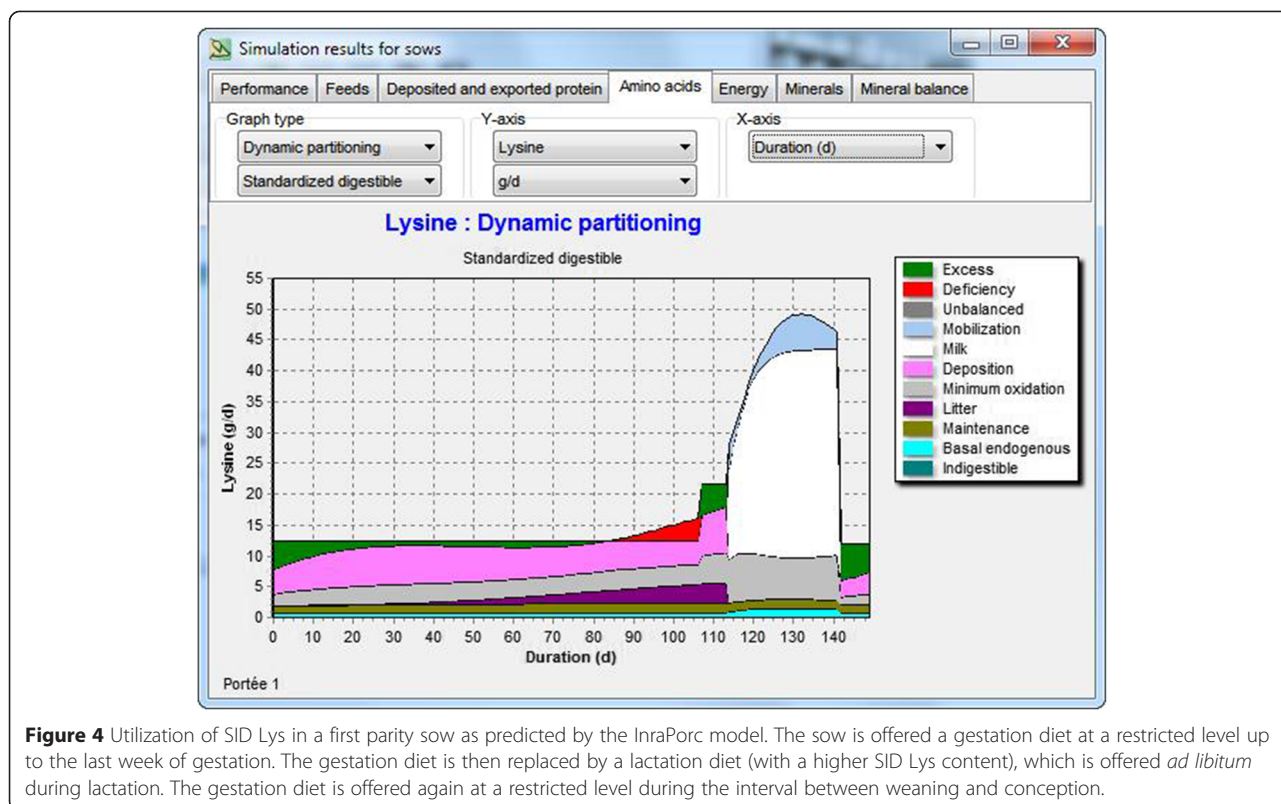 Simulation results for sows
Performance Feeds Deposited and exported protein Amino acids Energy Minerals Mineral balance
Graph type Y-axis X-axis
Dynamic partitioning Lysine Duration (d)
Standardized digestible g/d
Lysine : Dynamic partitioning
Standardized digestible
55
50
45
40
35
30
25
20
15
10
5
0
Lysine (g/d)
0 10 20 30 40 50 60 70 80 90 100 110 120 130 140
Duration (d)
Excess
Deficiency
Unbalanced
Mobilization
Milk
Deposition
Minimum oxidation
Litter
Maintenance
Basal endogenous
Indigestible
Portée 1
Figure 4 Utilization of SID Lys in a first parity sow as predicted by the InraPorc model. The sow is offered a gestation diet at a restricted level up
to the last week of gestation. The gestation diet is then replaced by a lactation diet (with a higher SID Lys content), which is offered ad libitum
during lactation. The gestation diet is offered again at a restricted level during the interval between weaning and conception.